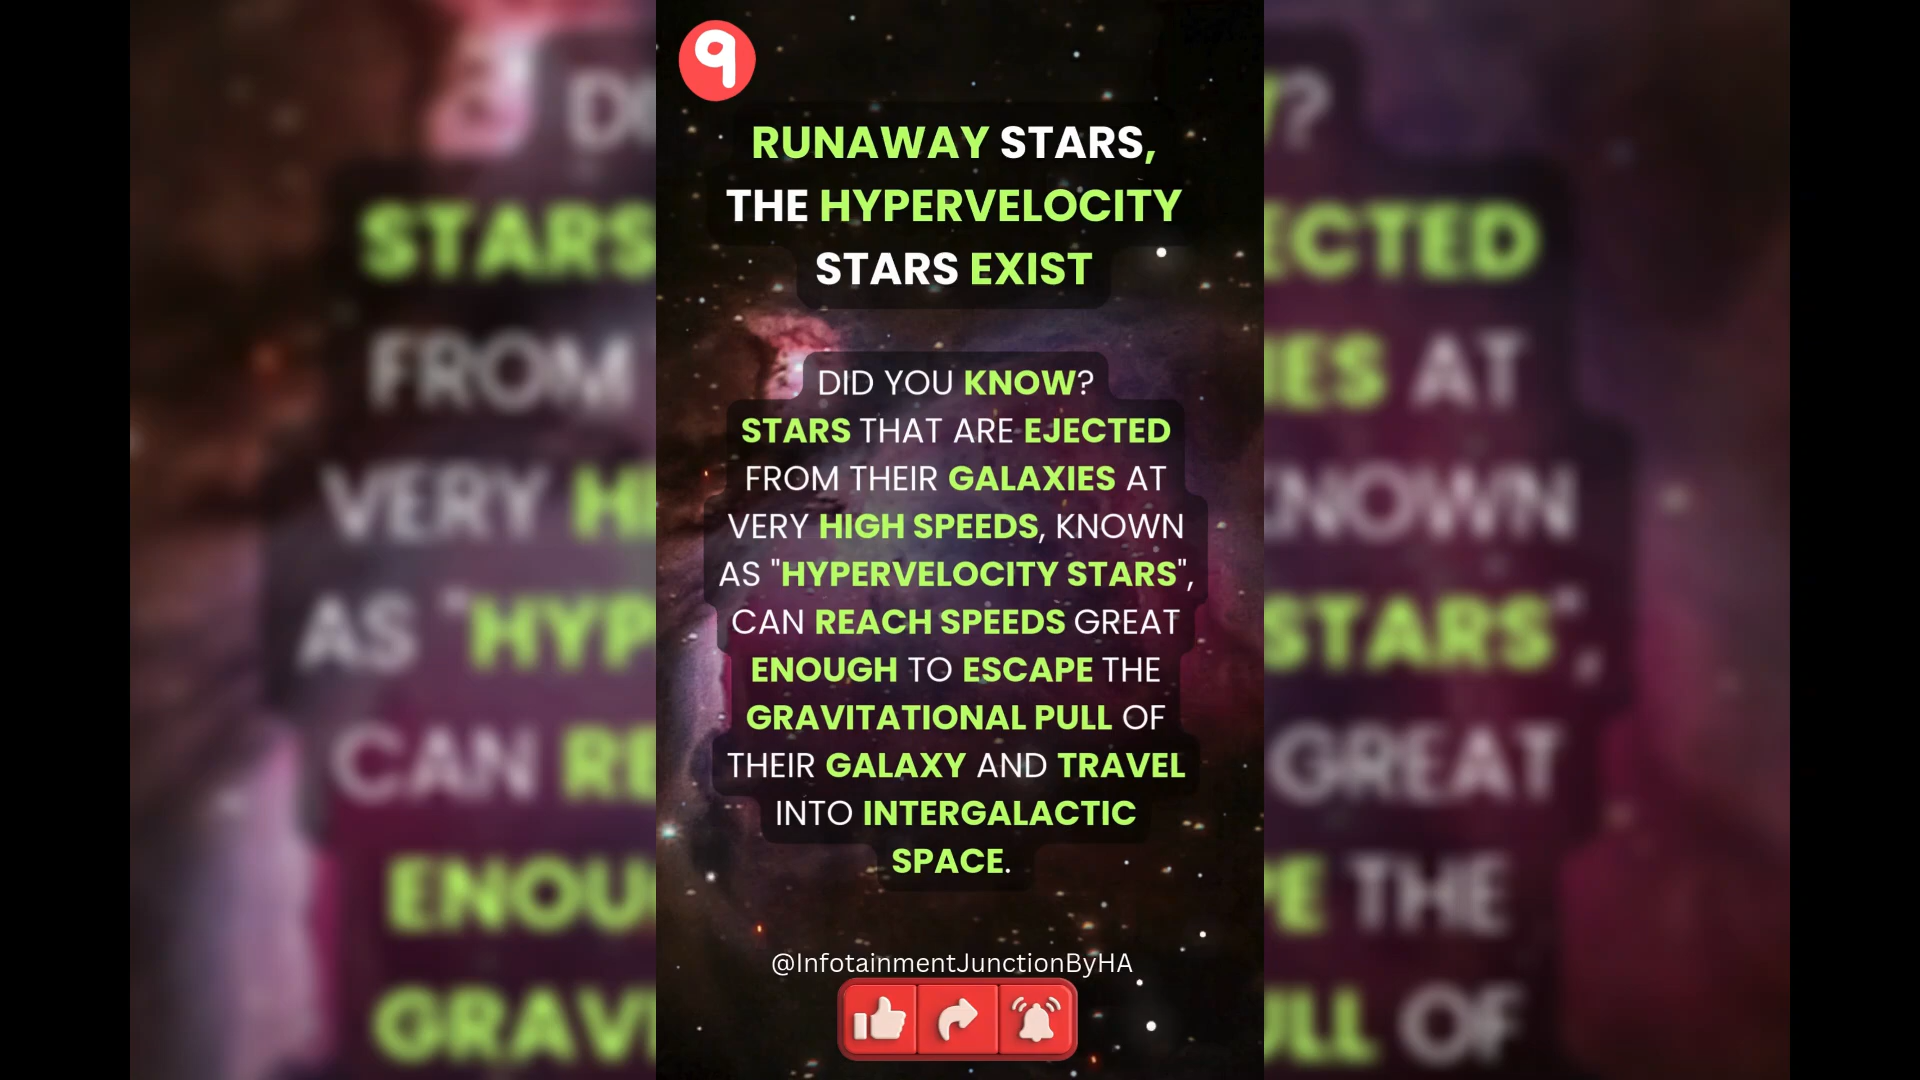 9
RUNAWAY STARS,
THE HYPERVELOCITY
STARS EXIST
DID YOU KNOW?
STARS THAT ARE EJECTED
FROM THEIR GALAXIES AT
VERY HIGH SPEEDS, KNOWN
AS "HYPERVELOCITY STARS",
CAN REACH SPEEDS GREAT
ENOUGH TO ESCAPE THE
GRAVITATIONAL PULL OF
THEIR GALAXY AND TRAVEL
INTO INTERGALACTIC
SPACE.
@InfotainmentJunctionByHA